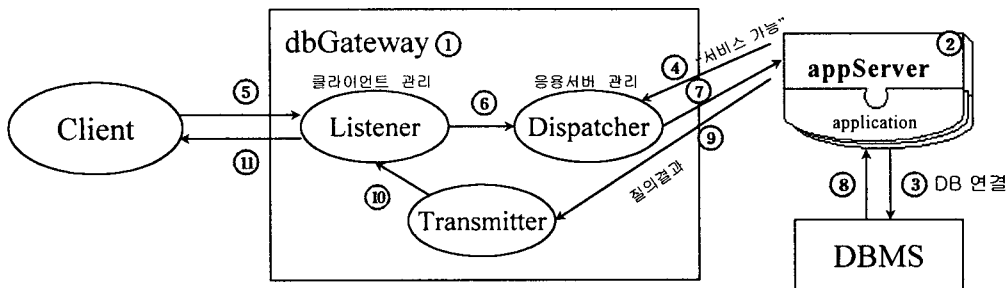 dbGateway ①
클라이언트 관리
응용서버 관리
④ "서비스 가능"
②
appServer
application
⑤
Client
Listener
⑥
Dispatcher
⑦
⑨
⑪
⑩
Transmitter
질의결과
⑧
③ DB 연결
DBMS